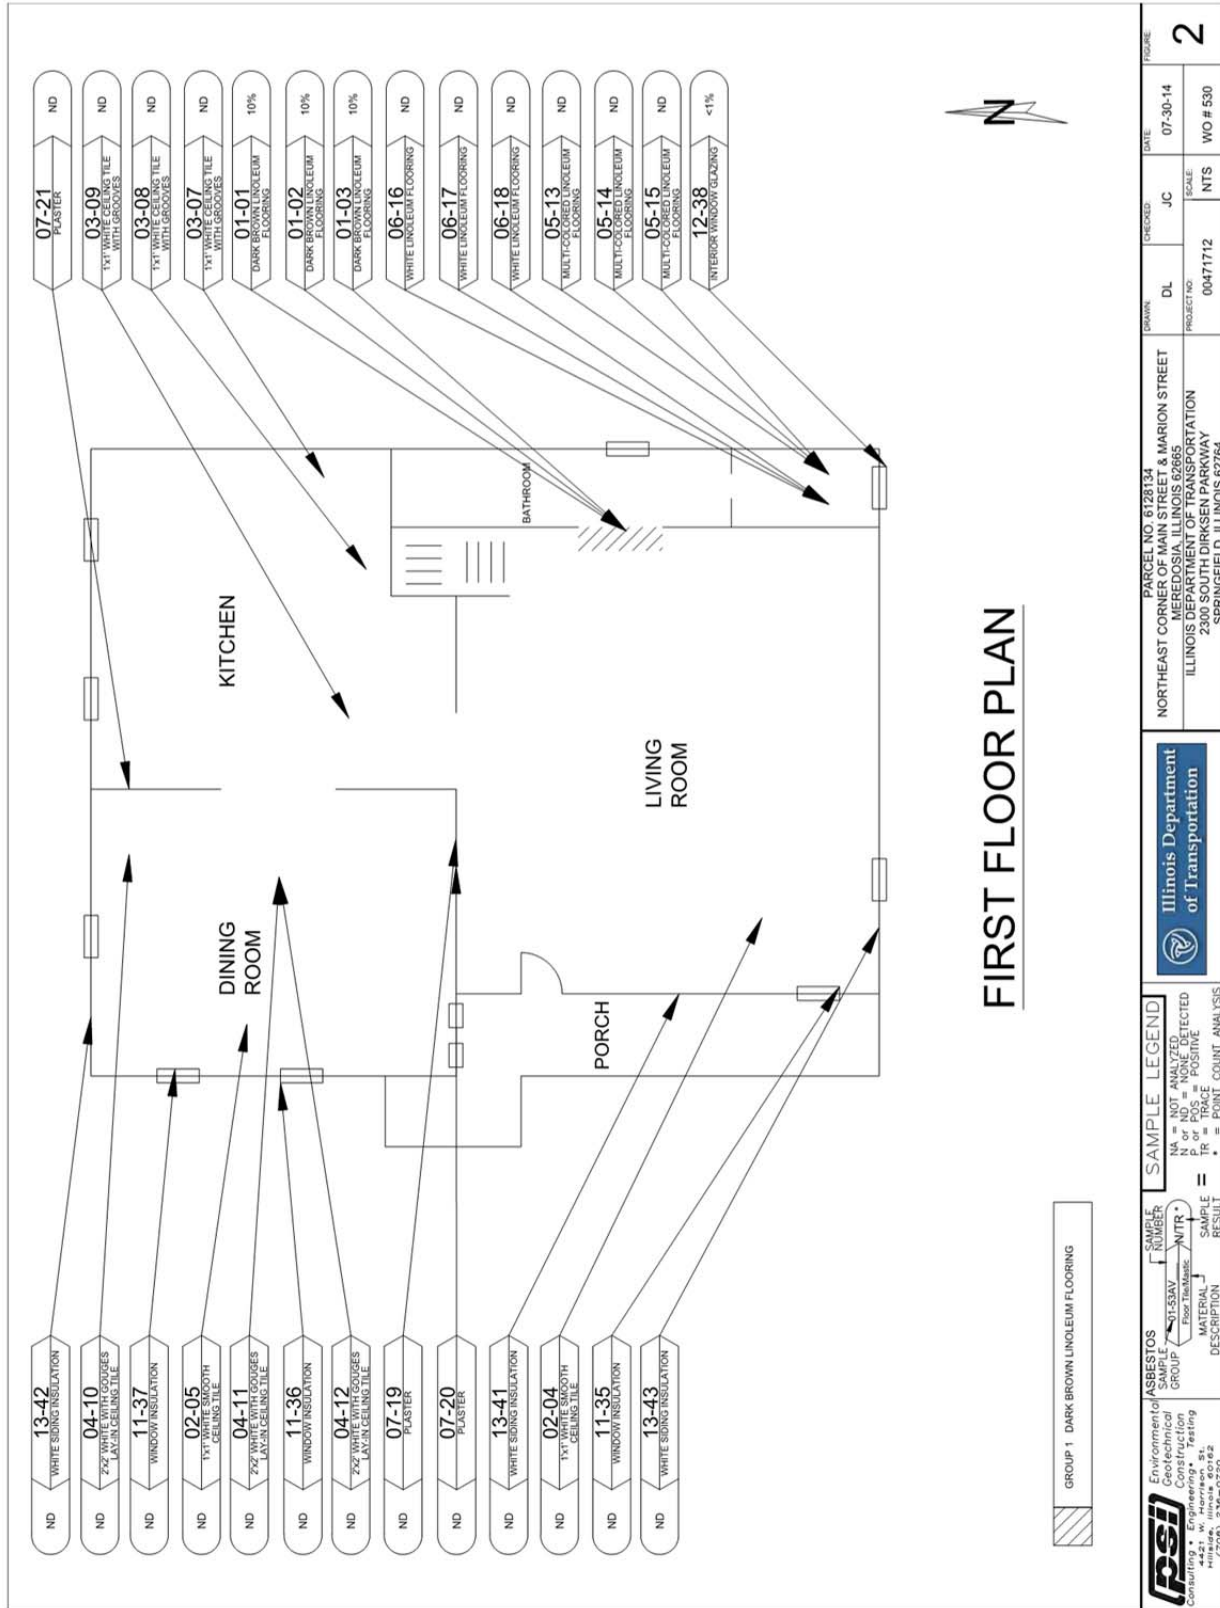 13-42
WHITE SIDING INSULATION
ND
04-10
2'x2' WHITE WITH GOUGES
LAY-IN CEILING TILE
ND
11-37
WINDOW INSULATION
ND
02-05
1'x1' WHITE SMOOTH
CEILING TILE
ND
04-11
2'x2' WHITE WITH GOUGES
LAY-IN CEILING TILE
ND
11-36
WINDOW INSULATION
ND
04-12
2'x2' WHITE WITH GOUGES
LAY-IN CEILING TILE
ND
07-19
PLASTER
ND
07-20
PLASTER
ND
13-41
WHITE SIDING INSULATION
ND
02-04
1'x1' WHITE SMOOTH
CEILING TILE
ND
11-35
WINDOW INSULATION
ND
13-43
WHITE SIDING INSULATION
ND
07-21
PLASTER
ND
03-09
1'x1' WHITE CEILING TILE
WITH GROOVES
ND
03-08
1'x1' WHITE CEILING TILE
WITH GROOVES
ND
03-07
1'x1' WHITE CEILING TILE
WITH GROOVES
ND
01-01
DARK BROWN LINOLEUM
FLOORING
10%
01-02
DARK BROWN LINOLEUM
FLOORING
10%
01-03
DARK BROWN LINOLEUM
FLOORING
10%
06-16
WHITE LINOLEUM FLOORING
ND
06-17
WHITE LINOLEUM FLOORING
ND
06-18
WHITE LINOLEUM FLOORING
ND
05-13
MULTI-COLORED LINOLEUM
FLOORING
ND
05-14
MULTI-COLORED LINOLEUM
FLOORING
ND
05-15
MULTI-COLORED LINOLEUM
FLOORING
ND
12-38
INTERIOR WINDOW GLAZING
<1%
DINING
ROOM
KITCHEN
BATHROOM
LIVING
ROOM
PORCH
N
FIRST FLOOR PLAN
GROUP 1 DARK BROWN LINOLEUM FLOORING
psi
Environmental
Geotechnical
Construction
Consulting • Engineering • Testing
4421 W. Harrison St.
Hillside, Illinois 60162
ASBESTOS
SAMPLE
GROUP
SAMPLE
NUMBER
01-53AV
Floor Tile/Mastic
N/TR *
MATERIAL
DESCRIPTION
SAMPLE
RESULT
=
SAMPLE LEGEND
NA = NOT ANALYZED
N or ND = NONE DETECTED
P or POS = POSITIVE
TR = TRACE
* = POINT COUNT ANALYSIS
Illinois Department
of Transportation
PARCEL NO. 6128134
NORTHEAST CORNER OF MAIN STREET & MARION STREET
MEREDOSIA, ILLINOIS 62665
ILLINOIS DEPARTMENT OF TRANSPORTATION
2300 SOUTH DIRKSEN PARKWAY
SPRINGFIELD, ILLINOIS 62764
DRAWN:
DL
CHECKED:
JC
DATE:
07-30-14
FIGURE:
2
PROJECT NO:
00471712
SCALE:
NTS
WO # 530